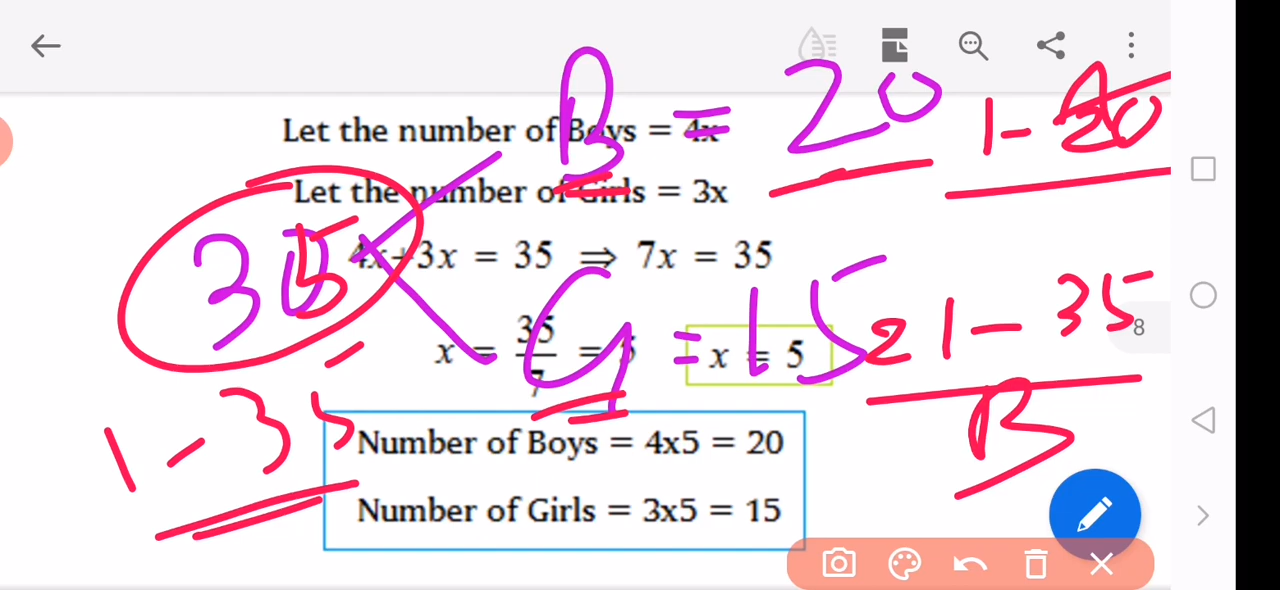 Let the number of Boys = 4x
B = 20
1 - 20
Let the number of Girls = 3x
35
4x+3x = 35 ⇒ 7x = 35
G = 15
21 - 35
8
x = 35/7 = 5
x = 5
B
1 - 35
Number of Boys = 4x5 = 20
Number of Girls = 3x5 = 15